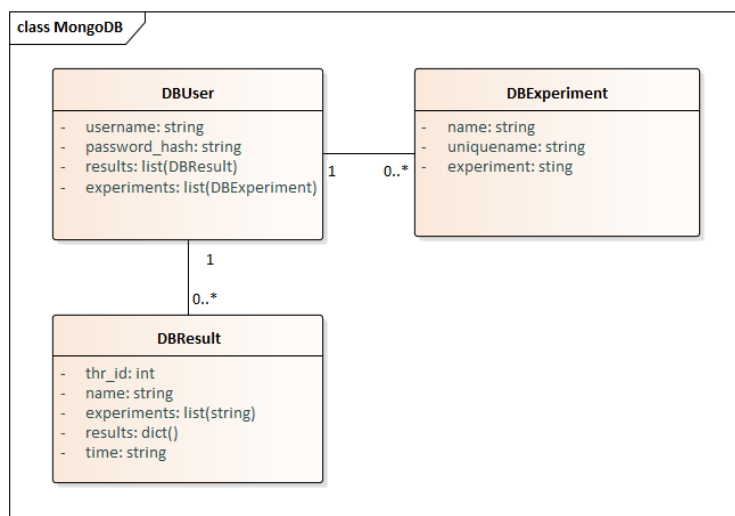 class MongoDB
DBUser
- username: string
- password_hash: string
- results: list(DBResult)
- experiments: list(DBExperiment)
DBExperiment
- name: string
- uniquename: string
- experiment: sting
1
0..*
1
0..*
DBResult
- thr_id: int
- name: string
- experiments: list(string)
- results: dict()
- time: string